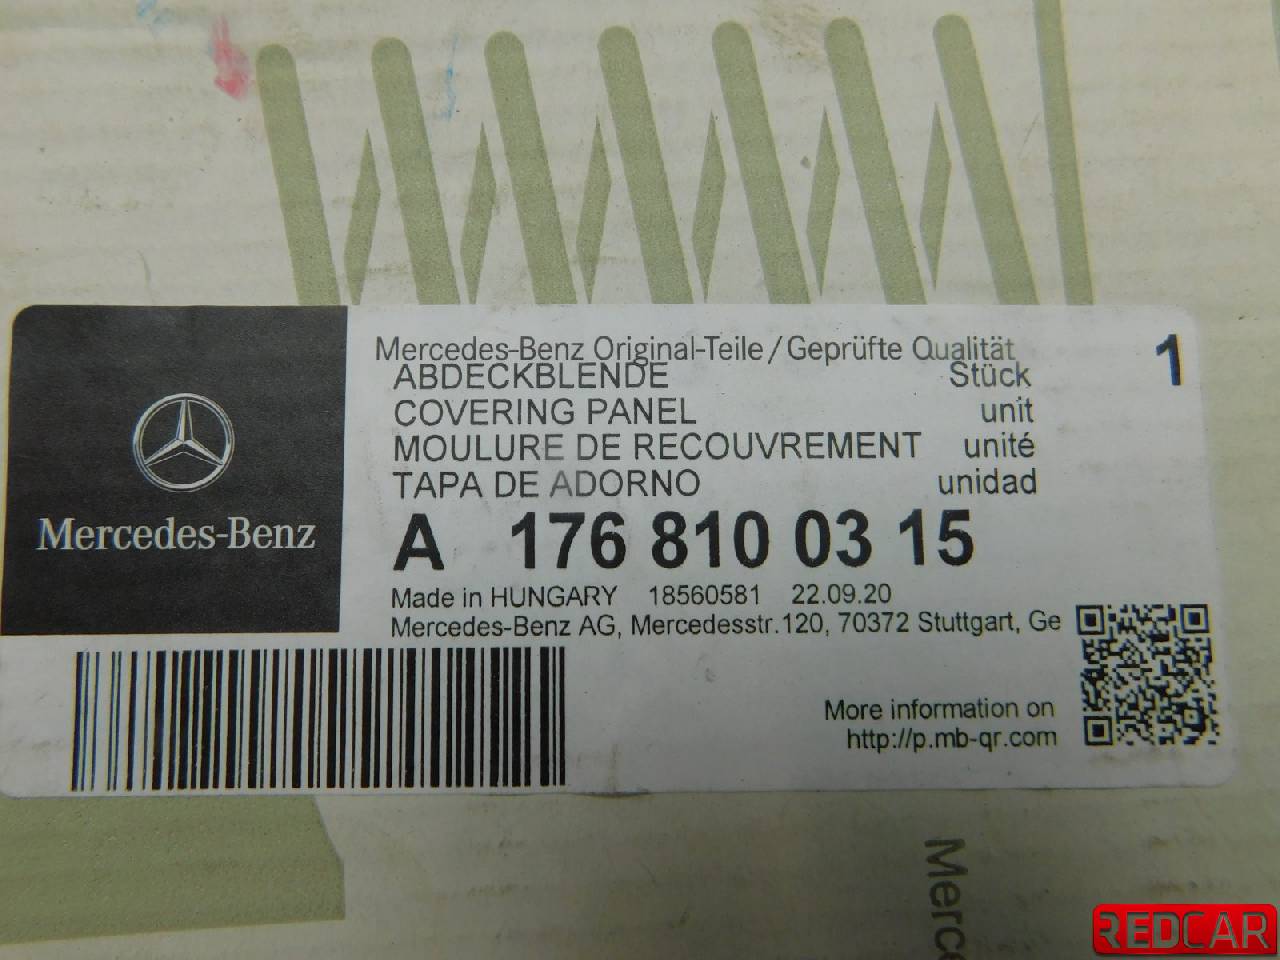 Mercedes-Benz Original-Teile/Geprüfte Qualität
1
ABDECKBLENDE Stück
COVERING PANEL unit
MOULURE DE RECOUVREMENT unité
TAPA DE ADORNO unidad
A 176 810 03 15
Mercedes-Benz
Made in HUNGARY 18560581 22.09.20
Mercedes-Benz AG, Mercedesstr.120, 70372 Stuttgart, Ge
More information on
http://p.mb-qr.com
Merce
REDCAR